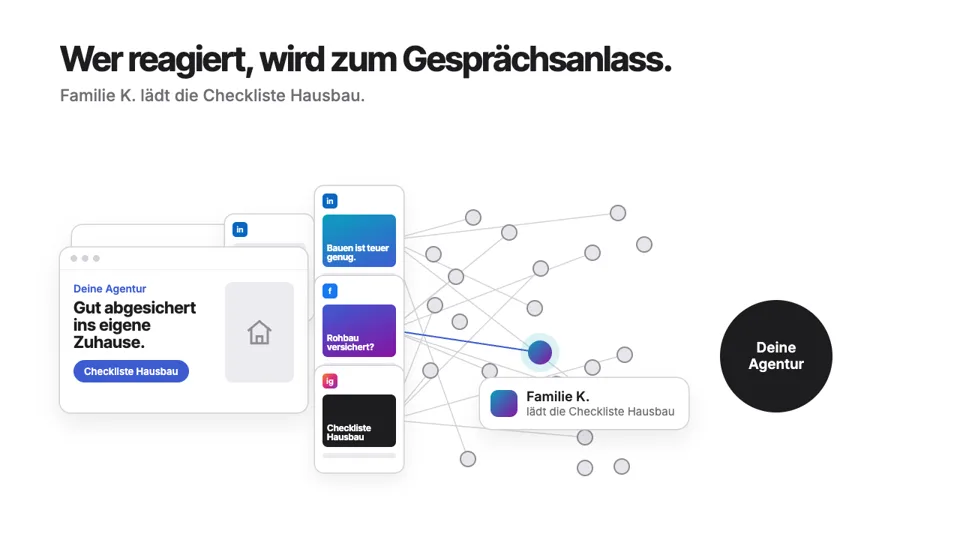 Wer reagiert, wird zum Gesprächsanlass.
Familie K. lädt die Checkliste Hausbau.
in
in
Bauen ist teuer
genug.
Deine Agentur
Gut abgesichert
ins eigene
Zuhause.
Checkliste Hausbau
f
Rohbau
versichert?
ig
Checkliste
Hausbau
Familie K.
lädt die Checkliste Hausbau
Deine
Agentur